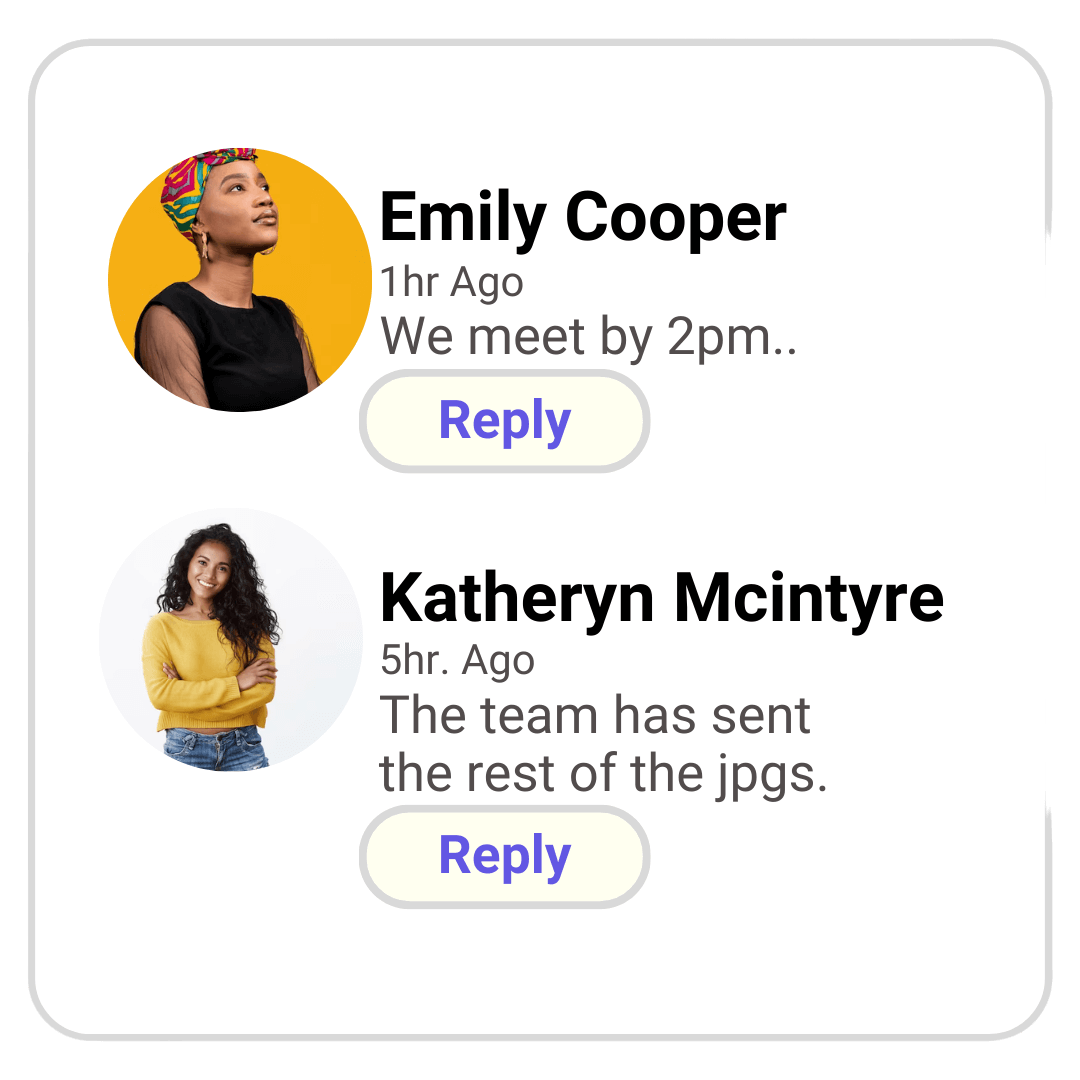 Emily Cooper
1hr Ago
We meet by 2pm..
Reply
Katheryn Mcintyre
5hr. Ago
The team has sent
the rest of the jpgs.
Reply